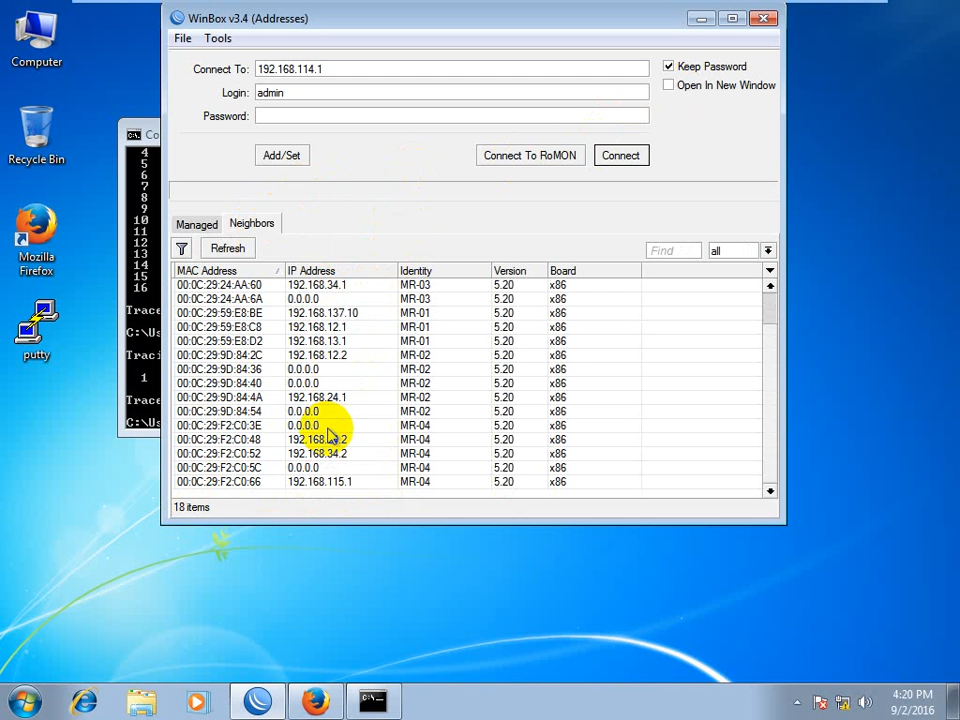 Computer
Recycle Bin
Mozilla
Firefox
putty
Co
4
5
6
7
8
9
10
11
12
13
14
15
16
Trace
C:\Us
Traci
1
Trace
C:\Us
WinBox v3.4 (Addresses)
File Tools
Connect To: 192.168.114.1
Keep Password
Login: admin
Open In New Window
Password:
Add/Set Connect To RoMON Connect
Managed Neighbors
Refresh Find all
MAC Address / IP Address Identity Version Board
00:0C:29:24:AA:60 192.168.34.1 MR-03 5.20 x86
00:0C:29:24:AA:6A 0.0.0.0 MR-03 5.20 x86
00:0C:29:59:E8:BE 192.168.137.10 MR-01 5.20 x86
00:0C:29:59:E8:C8 192.168.12.1 MR-01 5.20 x86
00:0C:29:59:E8:D2 192.168.13.1 MR-01 5.20 x86
00:0C:29:9D:84:2C 192.168.12.2 MR-02 5.20 x86
00:0C:29:9D:84:36 0.0.0.0 MR-02 5.20 x86
00:0C:29:9D:84:40 0.0.0.0 MR-02 5.20 x86
00:0C:29:9D:84:4A 192.168.24.1 MR-02 5.20 x86
00:0C:29:9D:84:54 0.0.0.0 MR-02 5.20 x86
00:0C:29:F2:C0:3E 0.0.0.0 MR-04 5.20 x86
00:0C:29:F2:C0:48 MR-04 5.20 x86
00:0C:29:F2:C0:52 192.168.34.2 MR-04 5.20 x86
00:0C:29:F2:C0:5C 0.0.0.0 MR-04 5.20 x86
00:0C:29:F2:C0:66 192.168.115.1 MR-04 5.20 x86
18 items
4:20 PM
9/2/2016